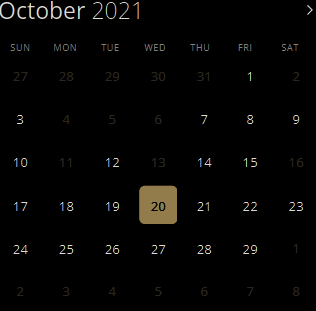 October 2021
SUN MON TUE WED THU FRI SAT
27 28 29 30 31 1 2
3 4 5 6 7 8 9
10 11 12 13 14 15 16
17 18 19 20 21 22 23
24 25 26 27 28 29 1
2 3 4 5 6 7 8